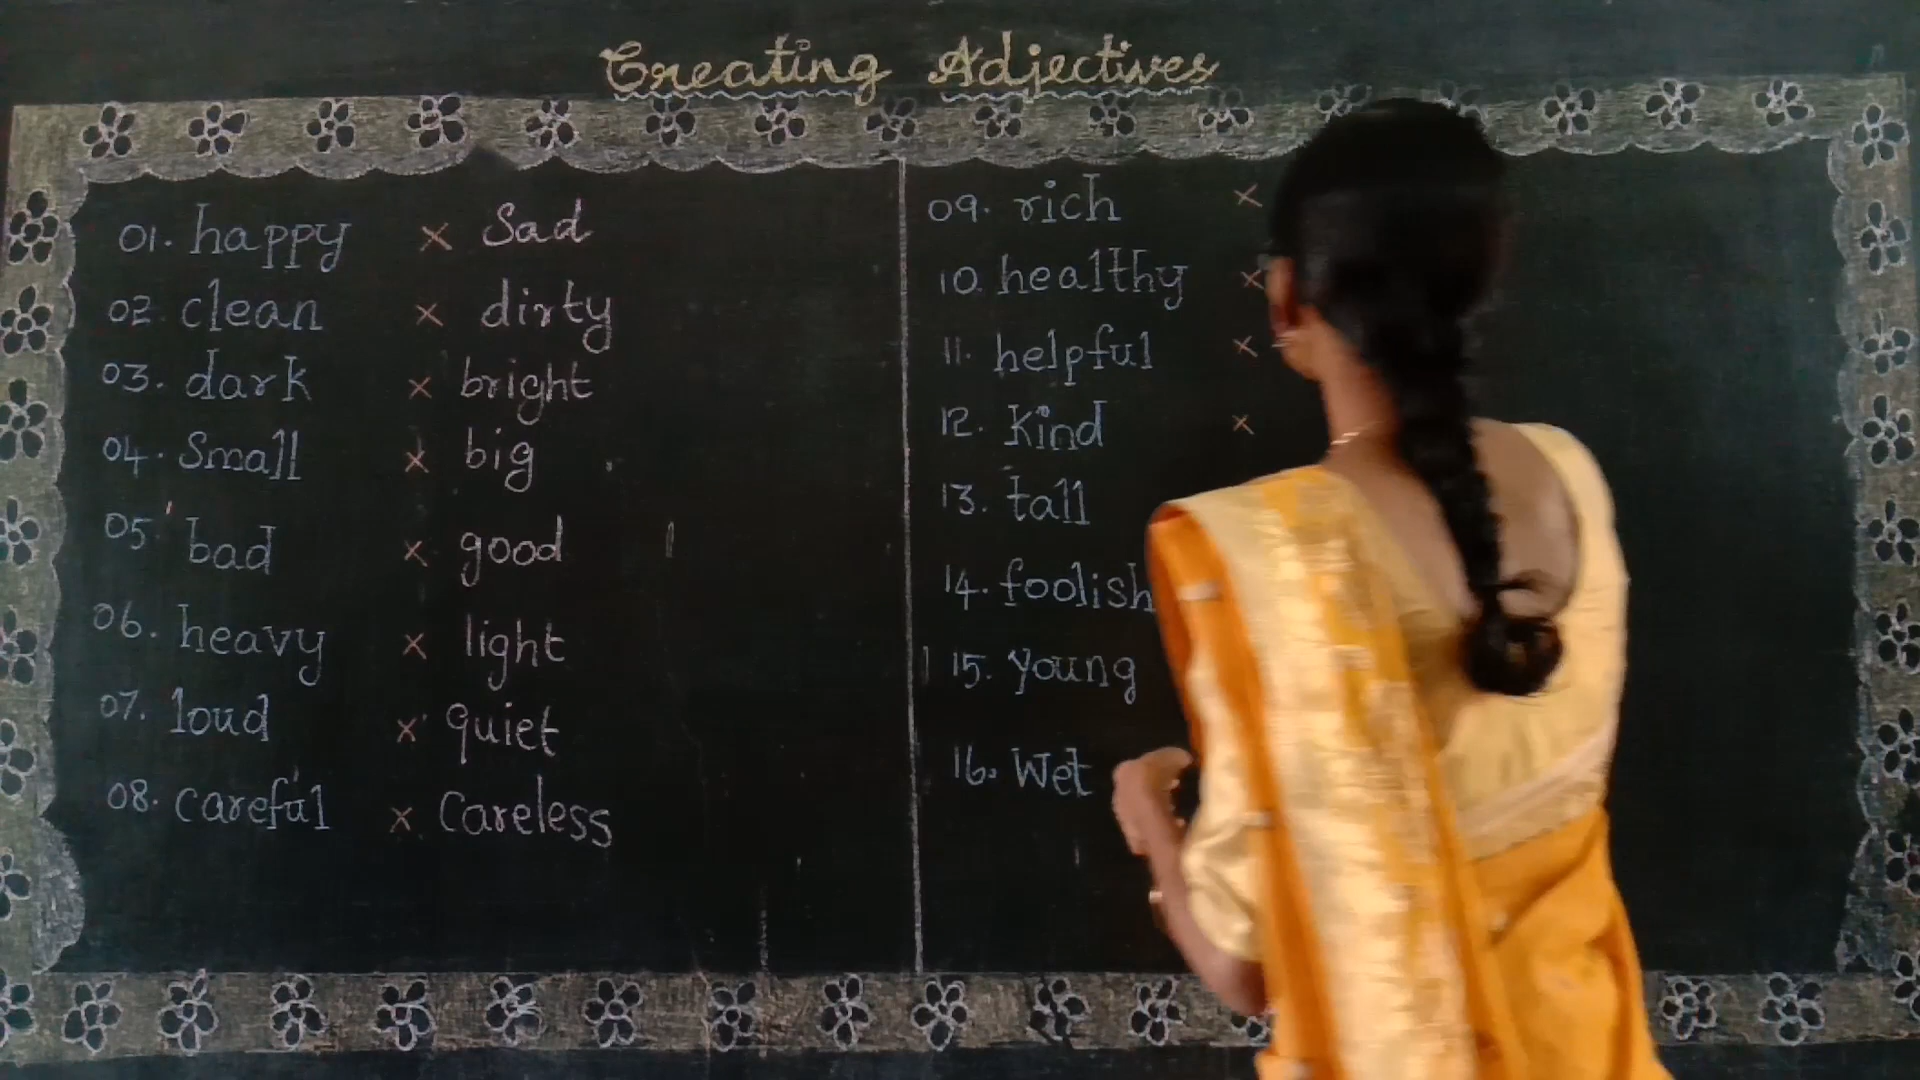 Creating Adjectives
01. happy × Sad
02. clean × dirty
03. dark × bright
04. Small × big
05. bad × good
06. heavy × light
07. loud × quiet
08. careful × Careless
09. rich ×
10. healthy ×
11. helpful ×
12. Kind ×
13. tall
14. foolish
15. young
16. Wet